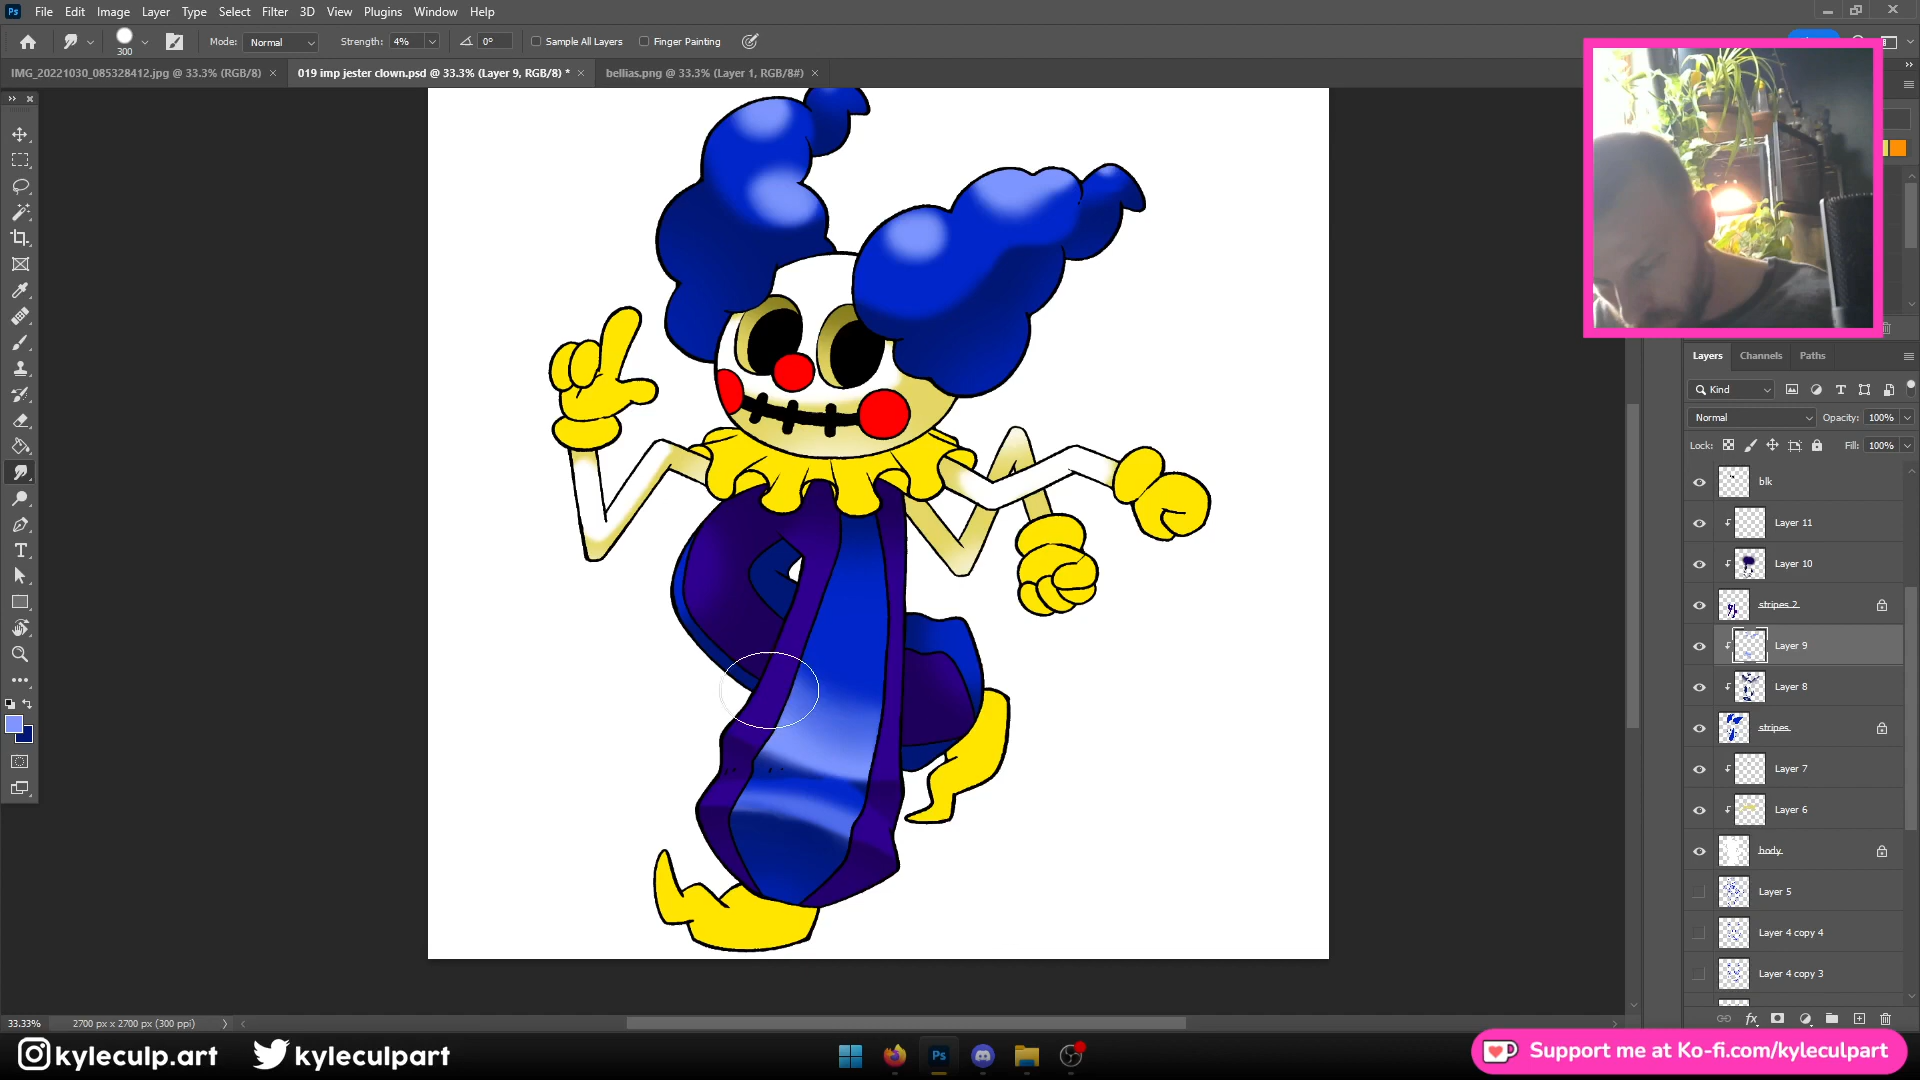 Ps File Edit Image Layer Type Select Filter 3D View Plugins Window Help
300 Mode: Normal Strength: 4% 0° Sample All Layers Finger Painting
IMG_20221030_085328412.jpg @ 33.3% (RGB/8) × 019 imp jester clown.psd @ 33.3% (Layer 9, RGB/8) * × bellias.png @ 33.3% (Layer 1, RGB/8#) ×
Layers Channels Paths
Kind
Normal Opacity: 100%
Lock: Fill: 100%
blk
Layer 11
Layer 10
stripes 2
Layer 9
Layer 8
stripes
Layer 7
Layer 6
body
Layer 5
Layer 4 copy 4
Layer 4 copy 3
33.33% 2700 px x 2700 px (300 ppi)
kyleculp.art kyleculpart
Ps
Support me at Ko-fi.com/kyleculpart